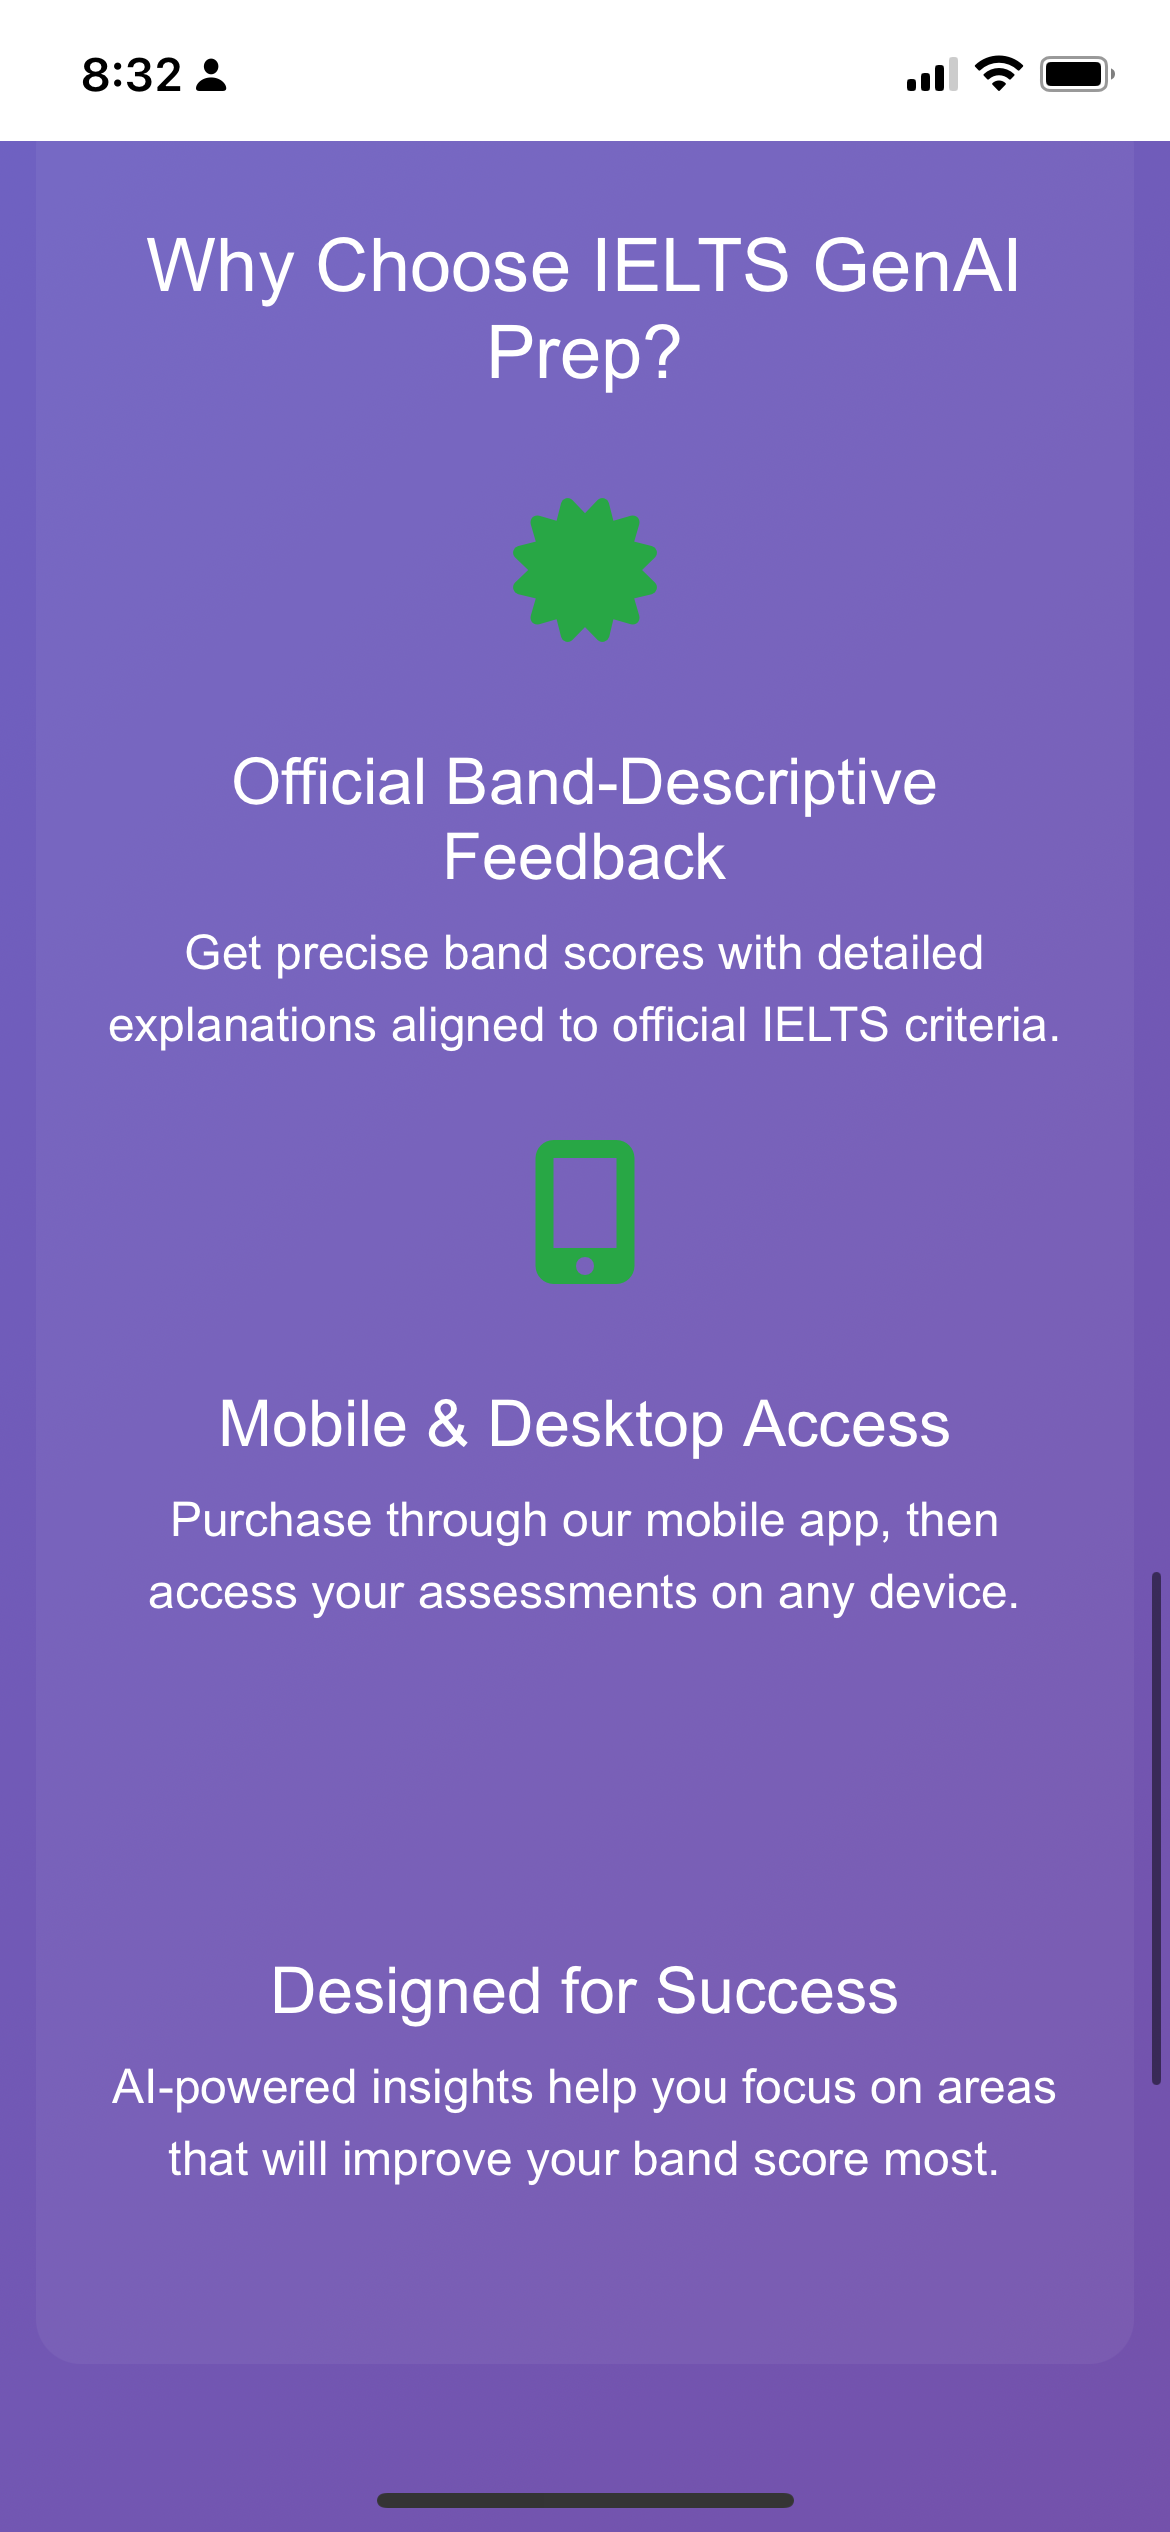 8:32
Why Choose IELTS GenAI
Prep?
Official Band-Descriptive
Feedback
Get precise band scores with detailed
explanations aligned to official IELTS criteria.
Mobile & Desktop Access
Purchase through our mobile app, then
access your assessments on any device.
Designed for Success
AI-powered insights help you focus on areas
that will improve your band score most.